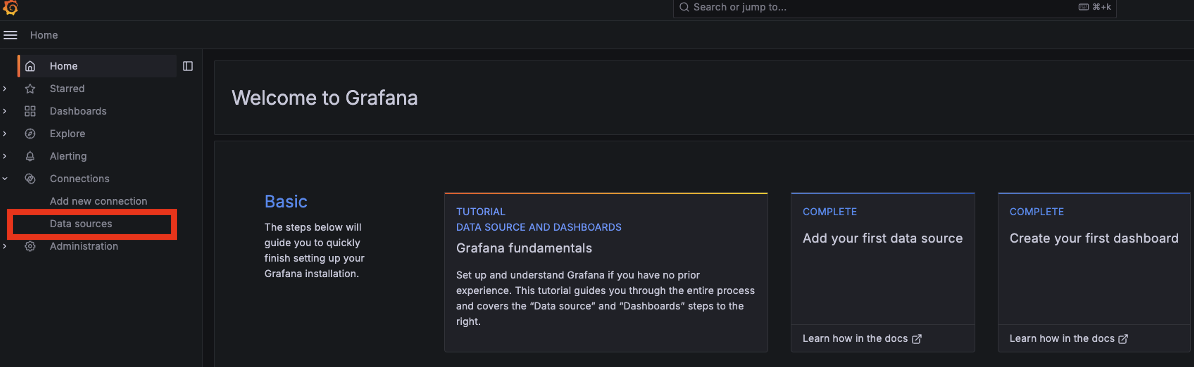 Search or jump to...
⌘+k
Home
Home
Starred
Dashboards
Explore
Alerting
Connections
Add new connection
Data sources
Administration
Welcome to Grafana
Basic
The steps below will
guide you to quickly
finish setting up your
Grafana installation.
TUTORIAL
DATA SOURCE AND DASHBOARDS
Grafana fundamentals
Set up and understand Grafana if you have no prior
experience. This tutorial guides you through the entire process
and covers the “Data source” and “Dashboards” steps to the
right.
COMPLETE
Add your first data source
Learn how in the docs
COMPLETE
Create your first dashboard
Learn how in the docs